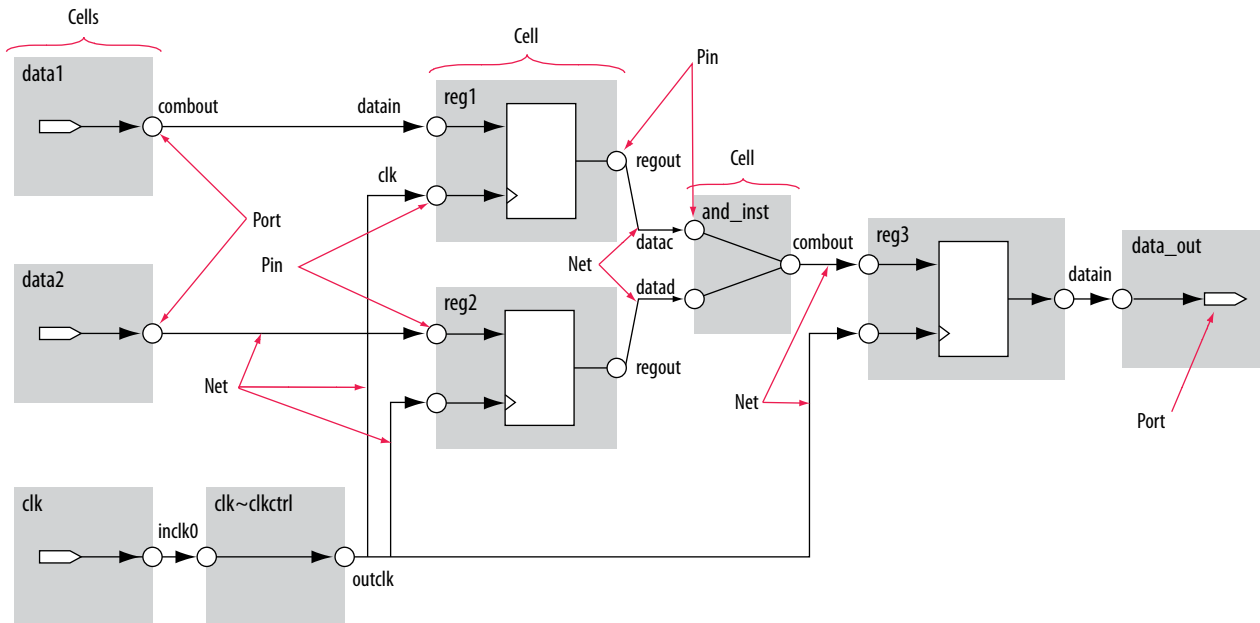 Cells
Cell
Pin
data1
combout
datain
reg1
clk
regout
Cell
and_inst
Port
Pin
Net
datac
combout
reg3
data_out
data2
reg2
datad
datain
regout
Net
Net
Port
clk
inclk0
clk~clkctrl
outclk